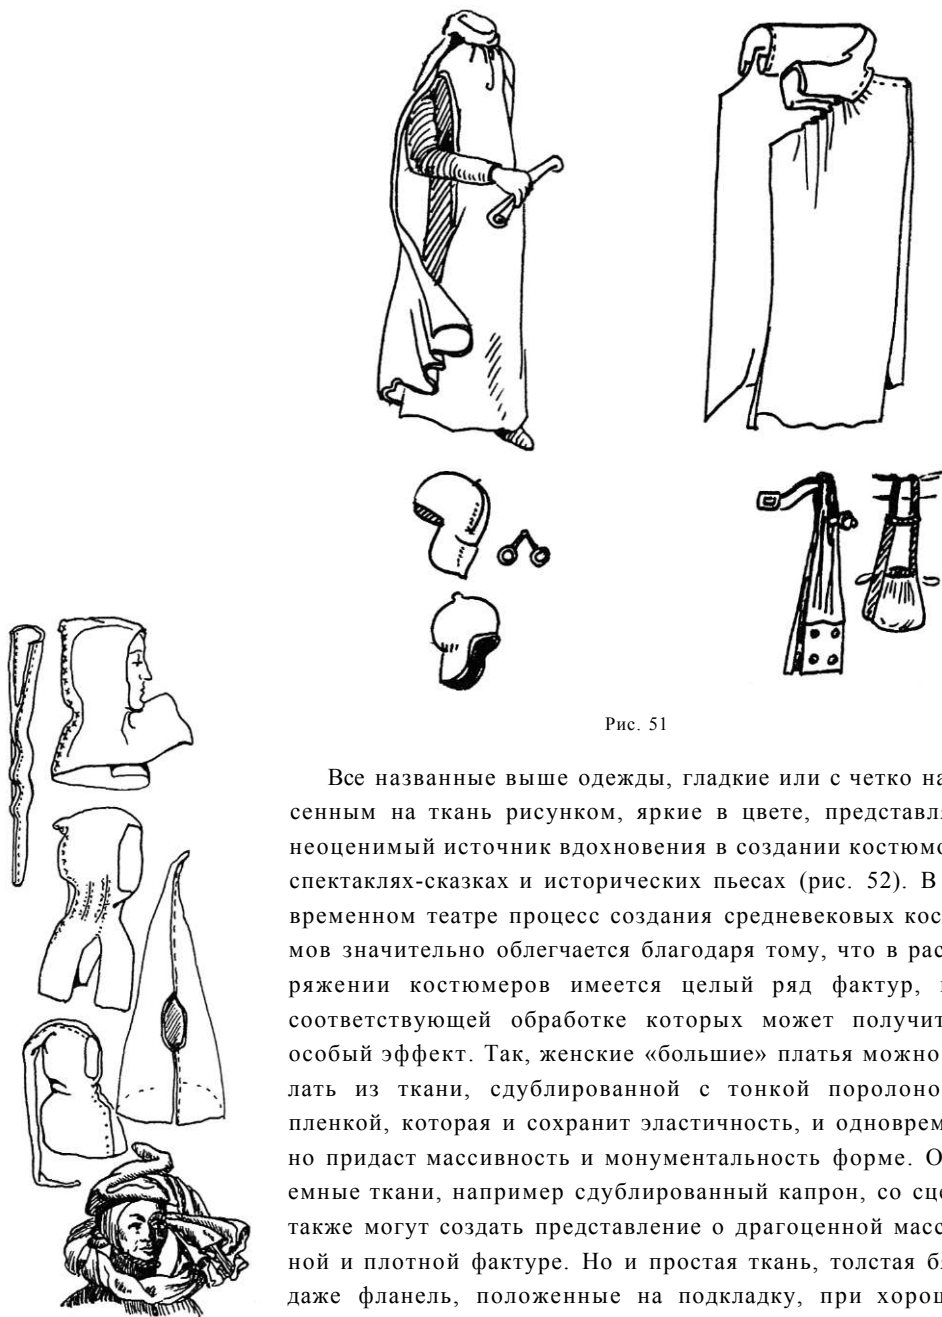 Рис. 51
Все названные выше одежды, гладкие или с четко на
сенным на ткань рисунком, яркие в цвете, представля
неоценимый источник вдохновения в создании костюмо
спектаклях-сказках и исторических пьесах (рис. 52). В
временном театре процесс создания средневековых кос
мов значительно облегчается благодаря тому, что в рас
ряжении костюмеров имеется целый ряд фактур,
соответствующей обработке которых может получит
особый эффект. Так, женские «большие» платья можно
лать из ткани, сдублированной с тонкой пороло­но
пленкой, которая и сохранит эластичность, и одноврем
но придаст массивность и монументальность форме. О
емные ткани, например сдублированный капрон, со сце
также могут создать представление о драгоценной масс
ной и плотной фактуре. Но и простая ткань, толстая бя
даже фланель, положенные на подкладку, при хорош